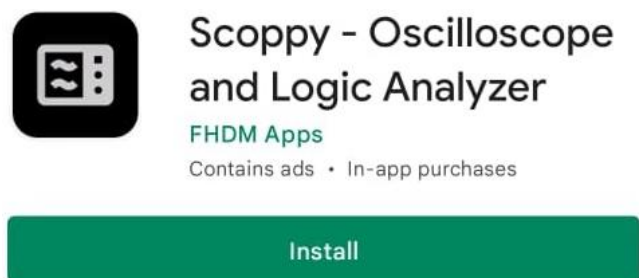 Scoppy - Oscilloscope
and Logic Analyzer
FHDM Apps
Contains ads • In-app purchases
Install